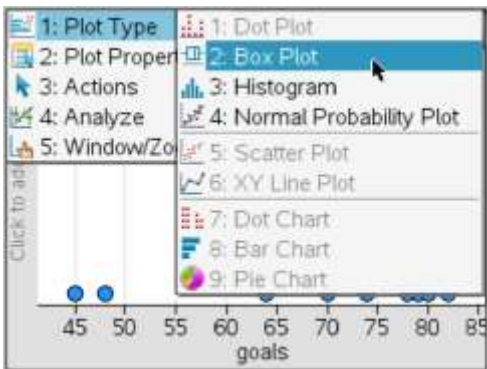 1: Plot Type
2: Plot Propert
3: Actions
4: Analyze
5: Window/Zo
1: Dot Plot
2: Box Plot
3: Histogram
4: Normal Probability Plot
5: Scatter Plot
6: XY Line Plot
7: Dot Chart
8: Bar Chart
9: Pie Chart
Click to ad
45 50 55 60 65 70 75 80 85
goals